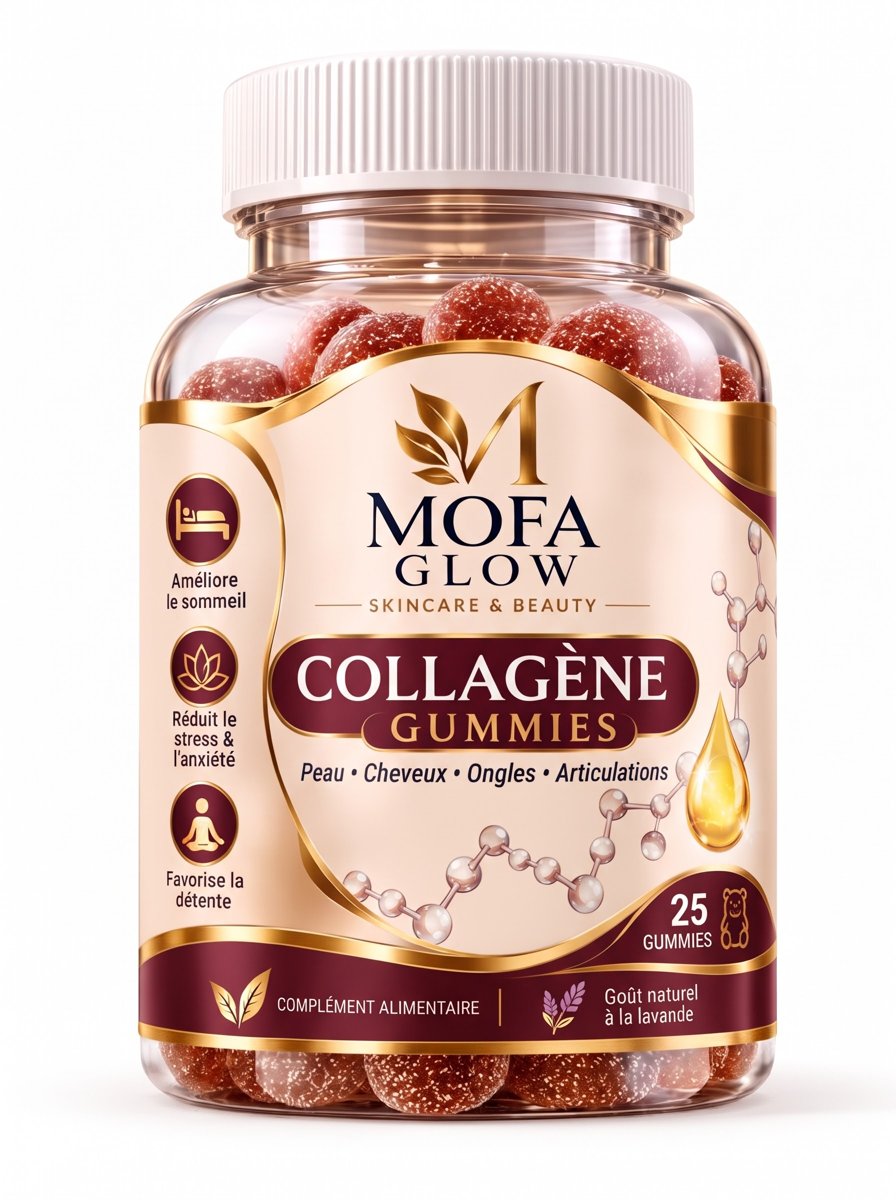 MOFA
GLOW
SKINCARE & BEAUTY
COLLAGÈNE
GUMMIES
Peau • Cheveux • Ongles • Articulations
Améliore
le sommeil
Réduit le
stress &
l'anxiété
Favorise la
détente
25
GUMMIES
COMPLÉMENT ALIMENTAIRE
Goût naturel
à la lavande